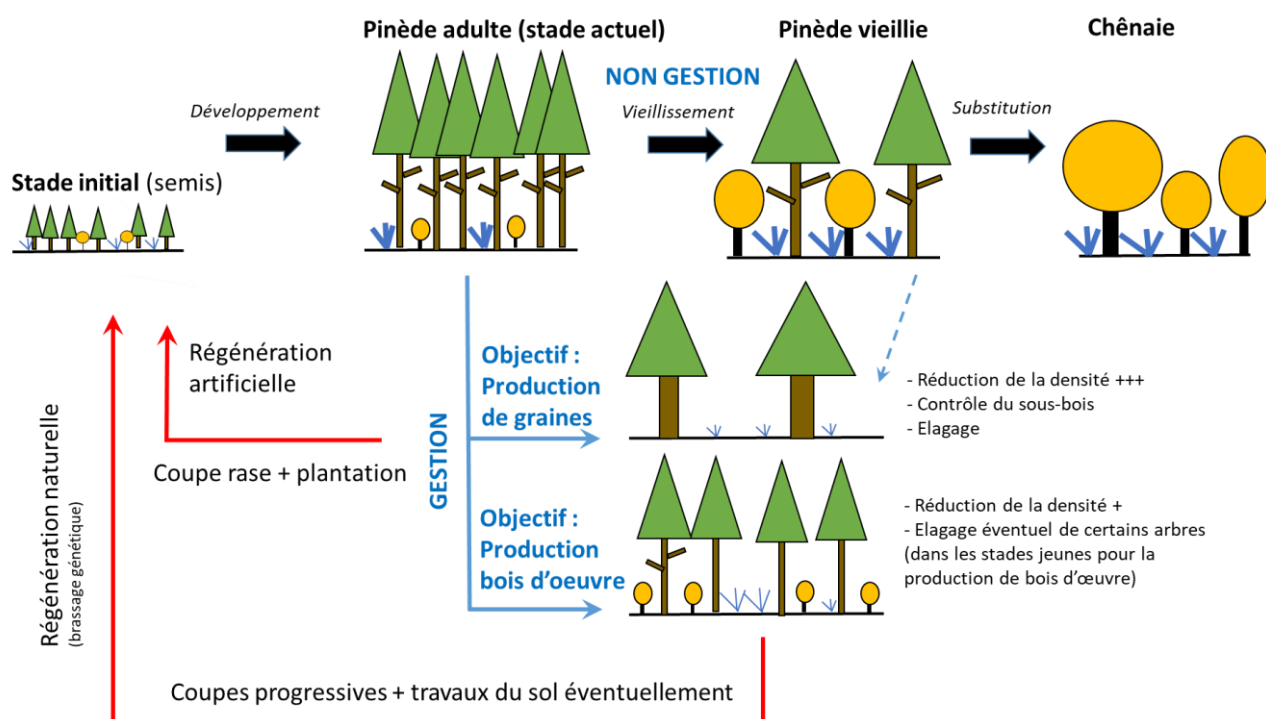 Pinède adulte (stade actuel)
Pinède vieillie
Chênaie
NON GESTION
Développement
Vieillissement
Substitution
Stade initial (semis)
Régénération
artificielle
Coupe rase + plantation
Régénération naturelle
(brassage génétique)
GESTION
Objectif :
Production
de graines
- Réduction de la densité +++
- Contrôle du sous-bois
- Elagage
Objectif :
Production
bois d'oeuvre
- Réduction de la densité +
- Elagage éventuel de certains arbres
(dans les stades jeunes pour la
production de bois d'œuvre)
Coupes progressives + travaux du sol éventuellement